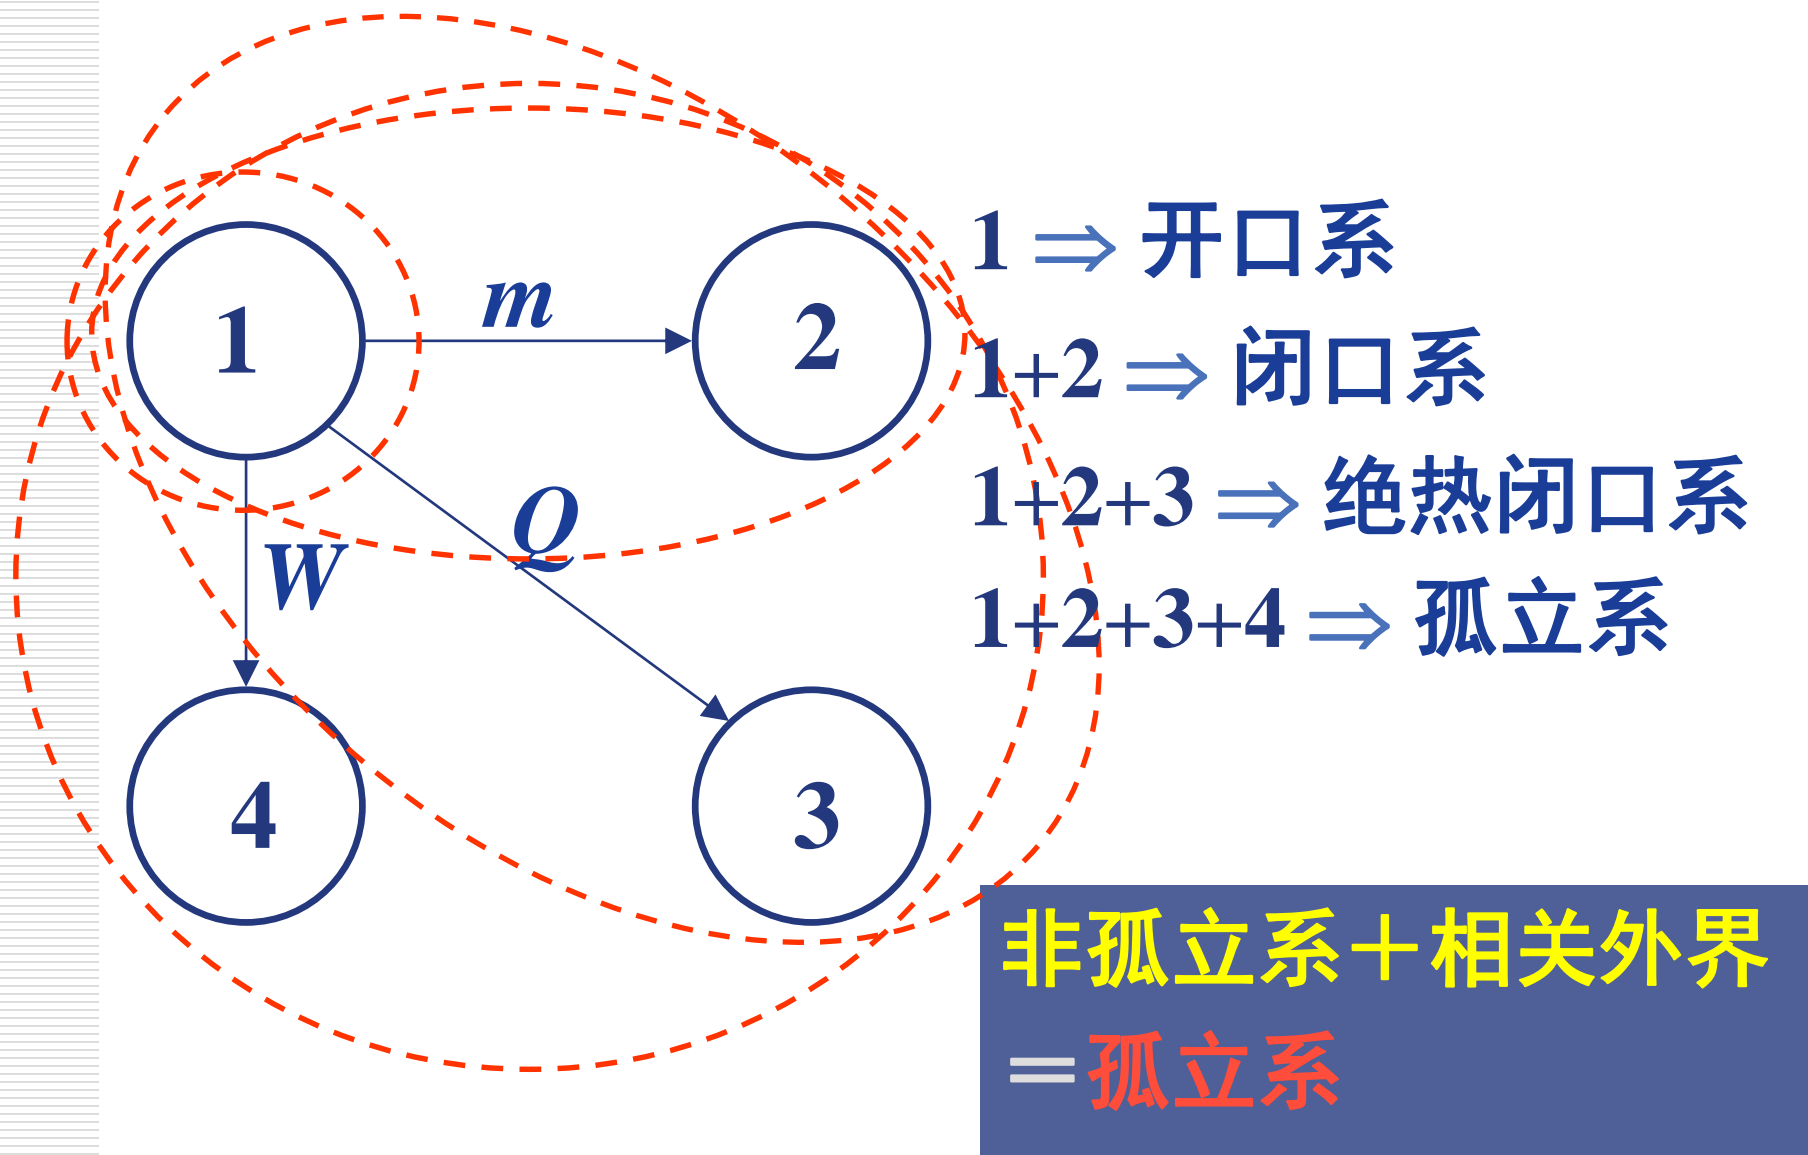 1
m
2
Q
W
4
3
1 ⇒ 开口系
1+2 ⇒ 闭口系
1+2+3 ⇒ 绝热闭口系
1+2+3+4 ⇒ 孤立系
非孤立系＋相关外界
＝孤立系